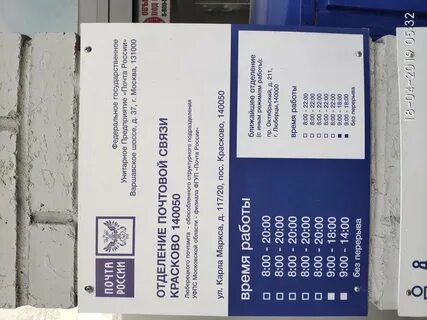 ПОЧТА
РОССИИ
Федеральное государственное
Унитарное Предприятие «Почта России»
Варшавское шоссе, д. 37, г. Москва, 131000
ОТДЕЛЕНИЕ ПОЧТОВОЙ СВЯЗИ
КРАСКОВО 140050
Люберецкого почтамта - обособленного структурного подразделения
УФПС Московской области - филиала ФГУП «Почта России»
ул. Карла Маркса, д. 117/20, пос. Красково, 140050
время работы
8:00 - 20:00
8:00 - 20:00
8:00 - 20:00
8:00 - 20:00
8:00 - 20:00
9:00 - 18:00
9:00 - 14:00
без перерыва
ближайшее отделение
(с иным режимом работы):
пр. Октябрьский, д. 211,
г. Люберцы, 140000
время работы
8:00 - 22:00
8:00 - 22:00
8:00 - 22:00
8:00 - 22:00
8:00 - 22:00
9:00 - 18:00
9:00 - 18:00
без перерыва
18-04-2019 05:32